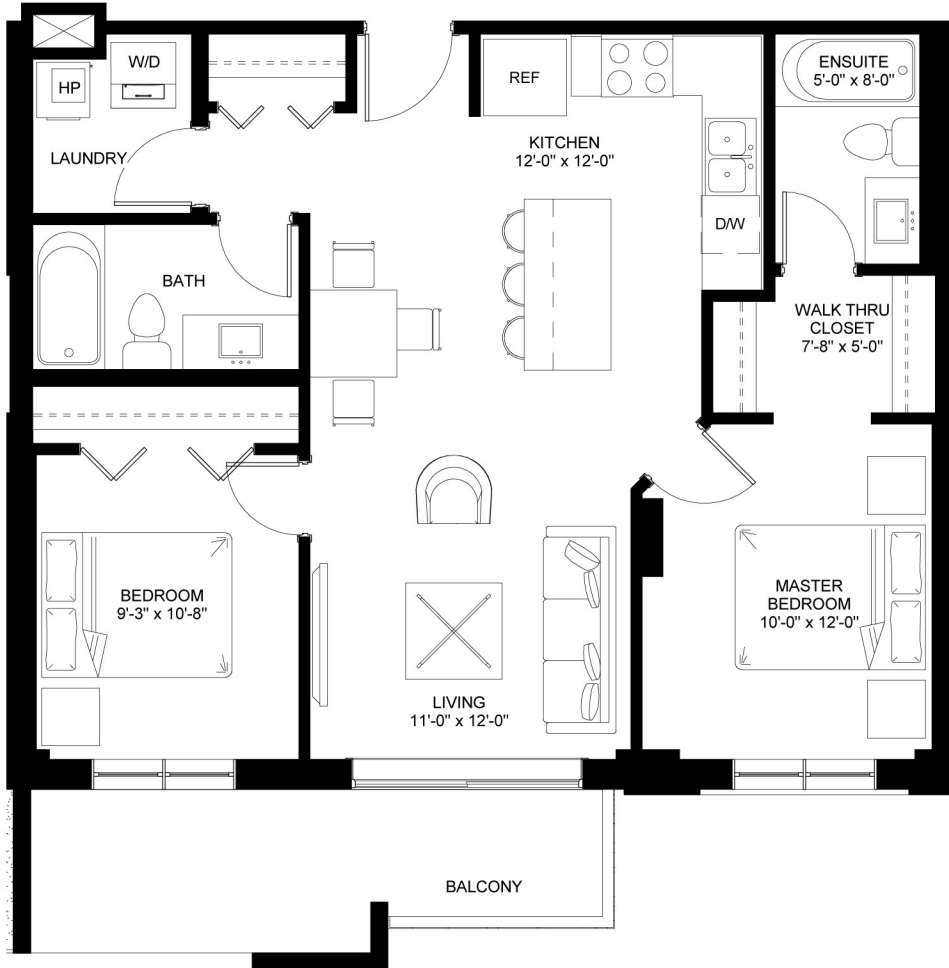 W/D
HP
LAUNDRY
REF
KITCHEN
12'-0" x 12'-0"
D/W
ENSUITE
5'-0" x 8'-0"
BATH
WALK THRU
CLOSET
7'-8" x 5'-0"
BEDROOM
9'-3" x 10'-8"
MASTER
BEDROOM
10'-0" x 12'-0"
LIVING
11'-0" x 12'-0"
BALCONY